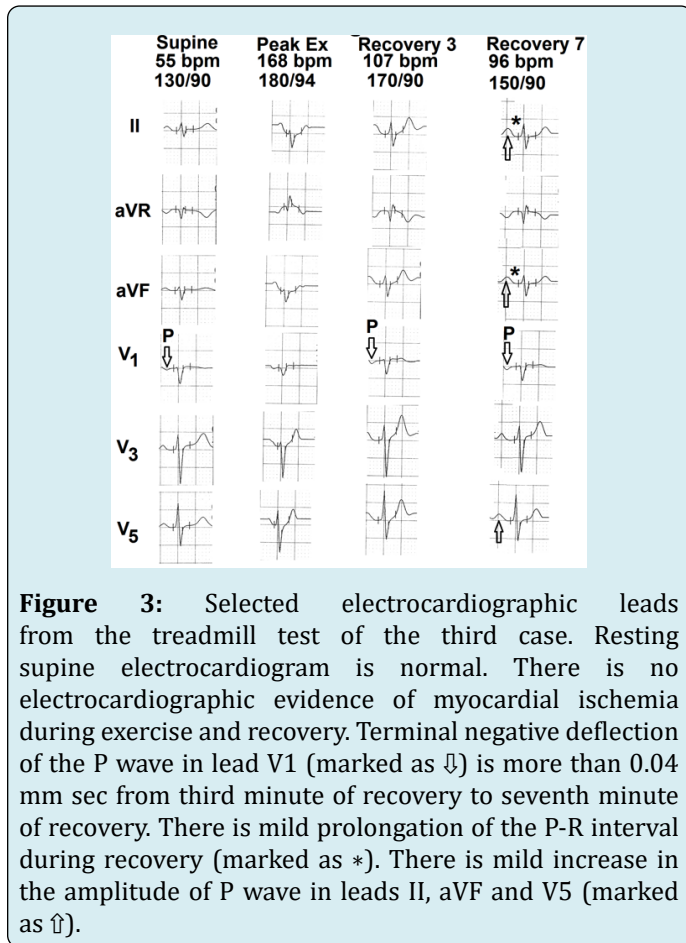 Supine Peak Ex Recovery 3 Recovery 7
55 bpm 168 bpm 107 bpm 96 bpm
130/90 180/94 170/90 150/90
II *
aVR
aVF *
P P P
V1
V3
V5
Figure 3: Selected electrocardiographic leads
from the treadmill test of the third case. Resting
supine electrocardiogram is normal. There is no
electrocardiographic evidence of myocardial ischemia
during exercise and recovery. Terminal negative deflection
of the P wave in lead V1 (marked as ⇩) is more than 0.04
mm sec from third minute of recovery to seventh minute
of recovery. There is mild prolongation of the P-R interval
during recovery (marked as *). There is mild increase in
the amplitude of P wave in leads II, aVF and V5 (marked
as ⇧).